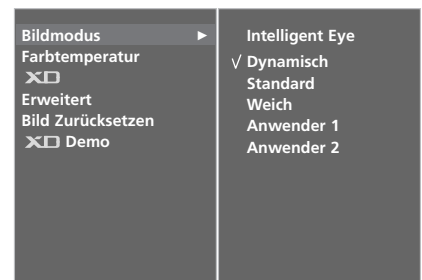 Bildmodus ►
Farbtemperatur
XD
Erweitert
Bild Zurücksetzen
XD Demo
Intelligent Eye
√ Dynamisch
Standard
Weich
Anwender 1
Anwender 2